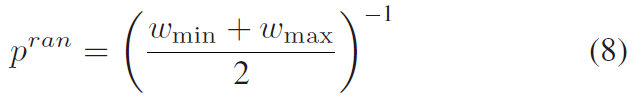 p^{ran} = \left( \frac{w_{\min} + w_{\max}}{2} \right)^{-1} (8)